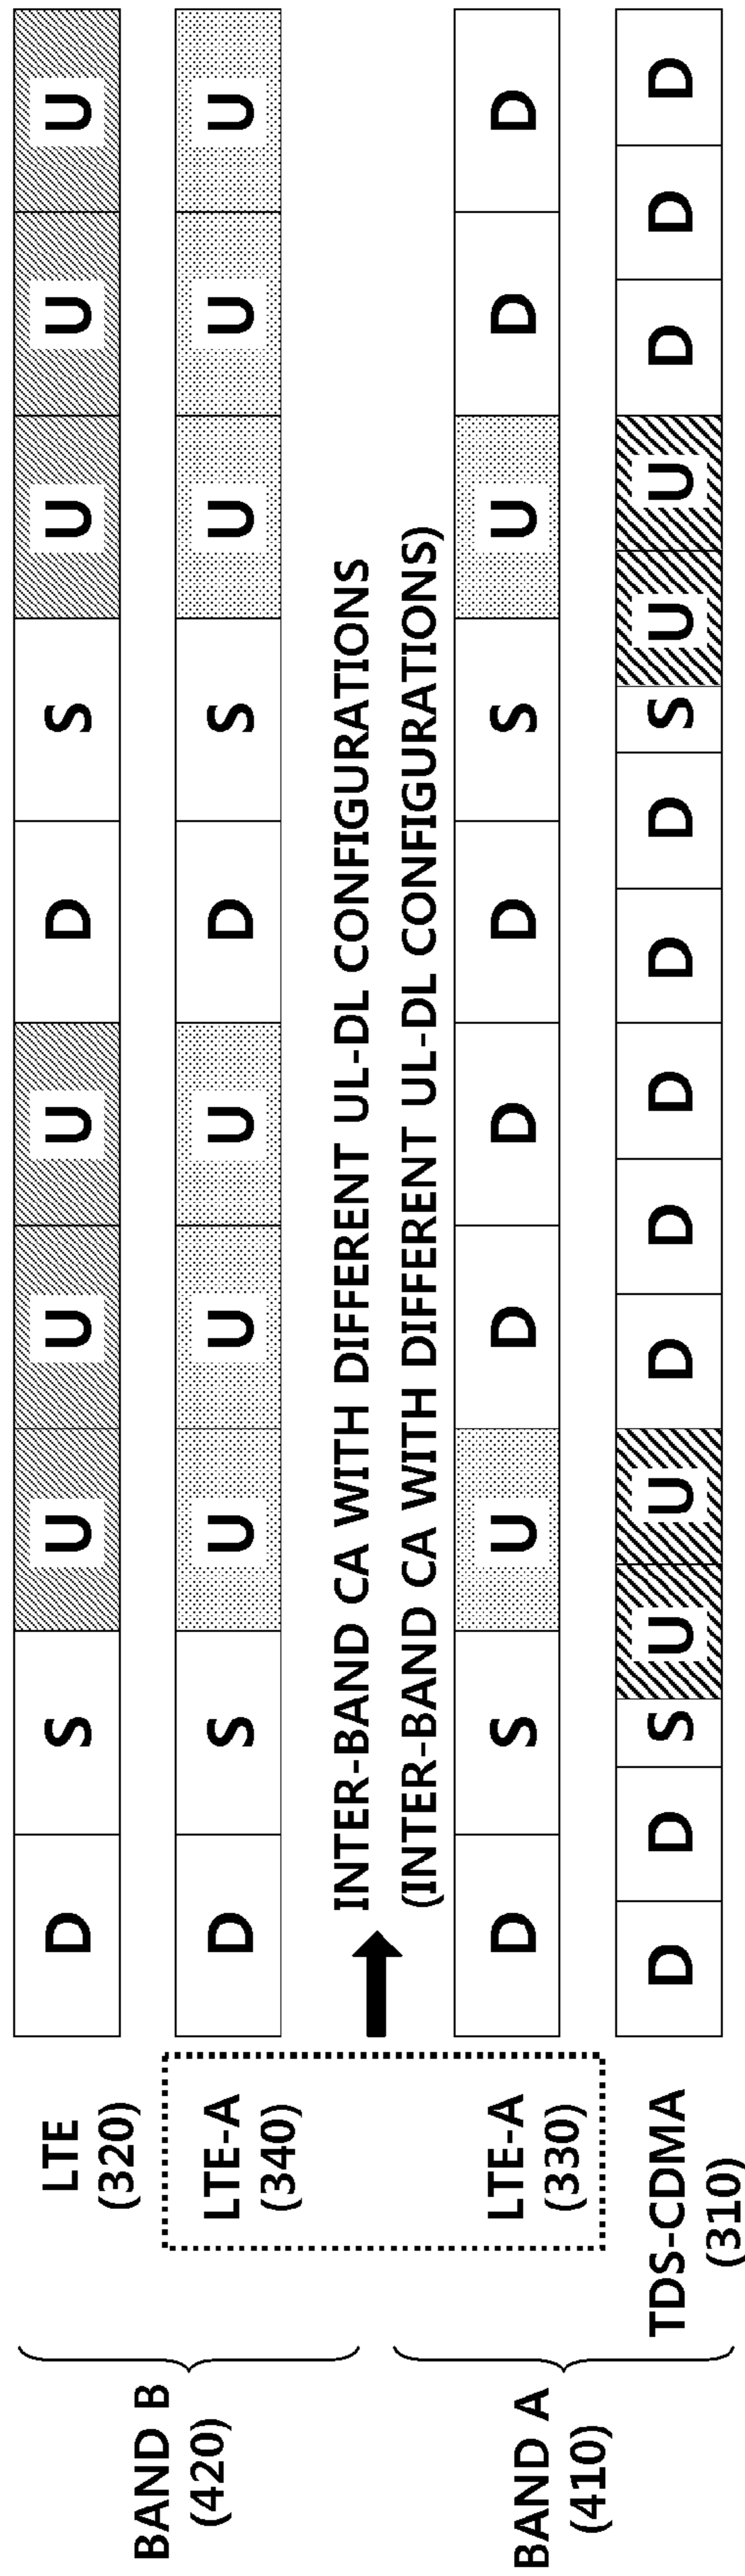 BAND B
(420)
LTE
(320)
D S U U U D S U U U
LTE-A
(340)
D S U U U D S U U U
INTER-BAND CA WITH DIFFERENT UL-DL CONFIGURATIONS
(INTER-BAND CA WITH DIFFERENT UL-DL CONFIGURATIONS)
BAND A
(410)
LTE-A
(330)
D S U D D D S U D D
TDS-CDMA
(310)
D D S U U D D D D D S U U D D D